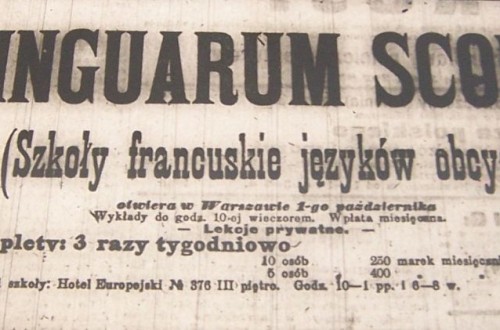 INGUARUM SCO
(Szkoły francuskie języków obcy
otwiera w Warszawie 1-go października
Wykłady do godz. 10-ej wieczorem. Wpłata miesięczna.
— Lekcje prywatne. —
plety: 3 razy tygodniowo
10 osób 250 marek miesięczni
5 osób 400 " "
szkoły: Hotel Europejski № 376 III piętro. Godz. 10—1 pp. i 6—8 w.